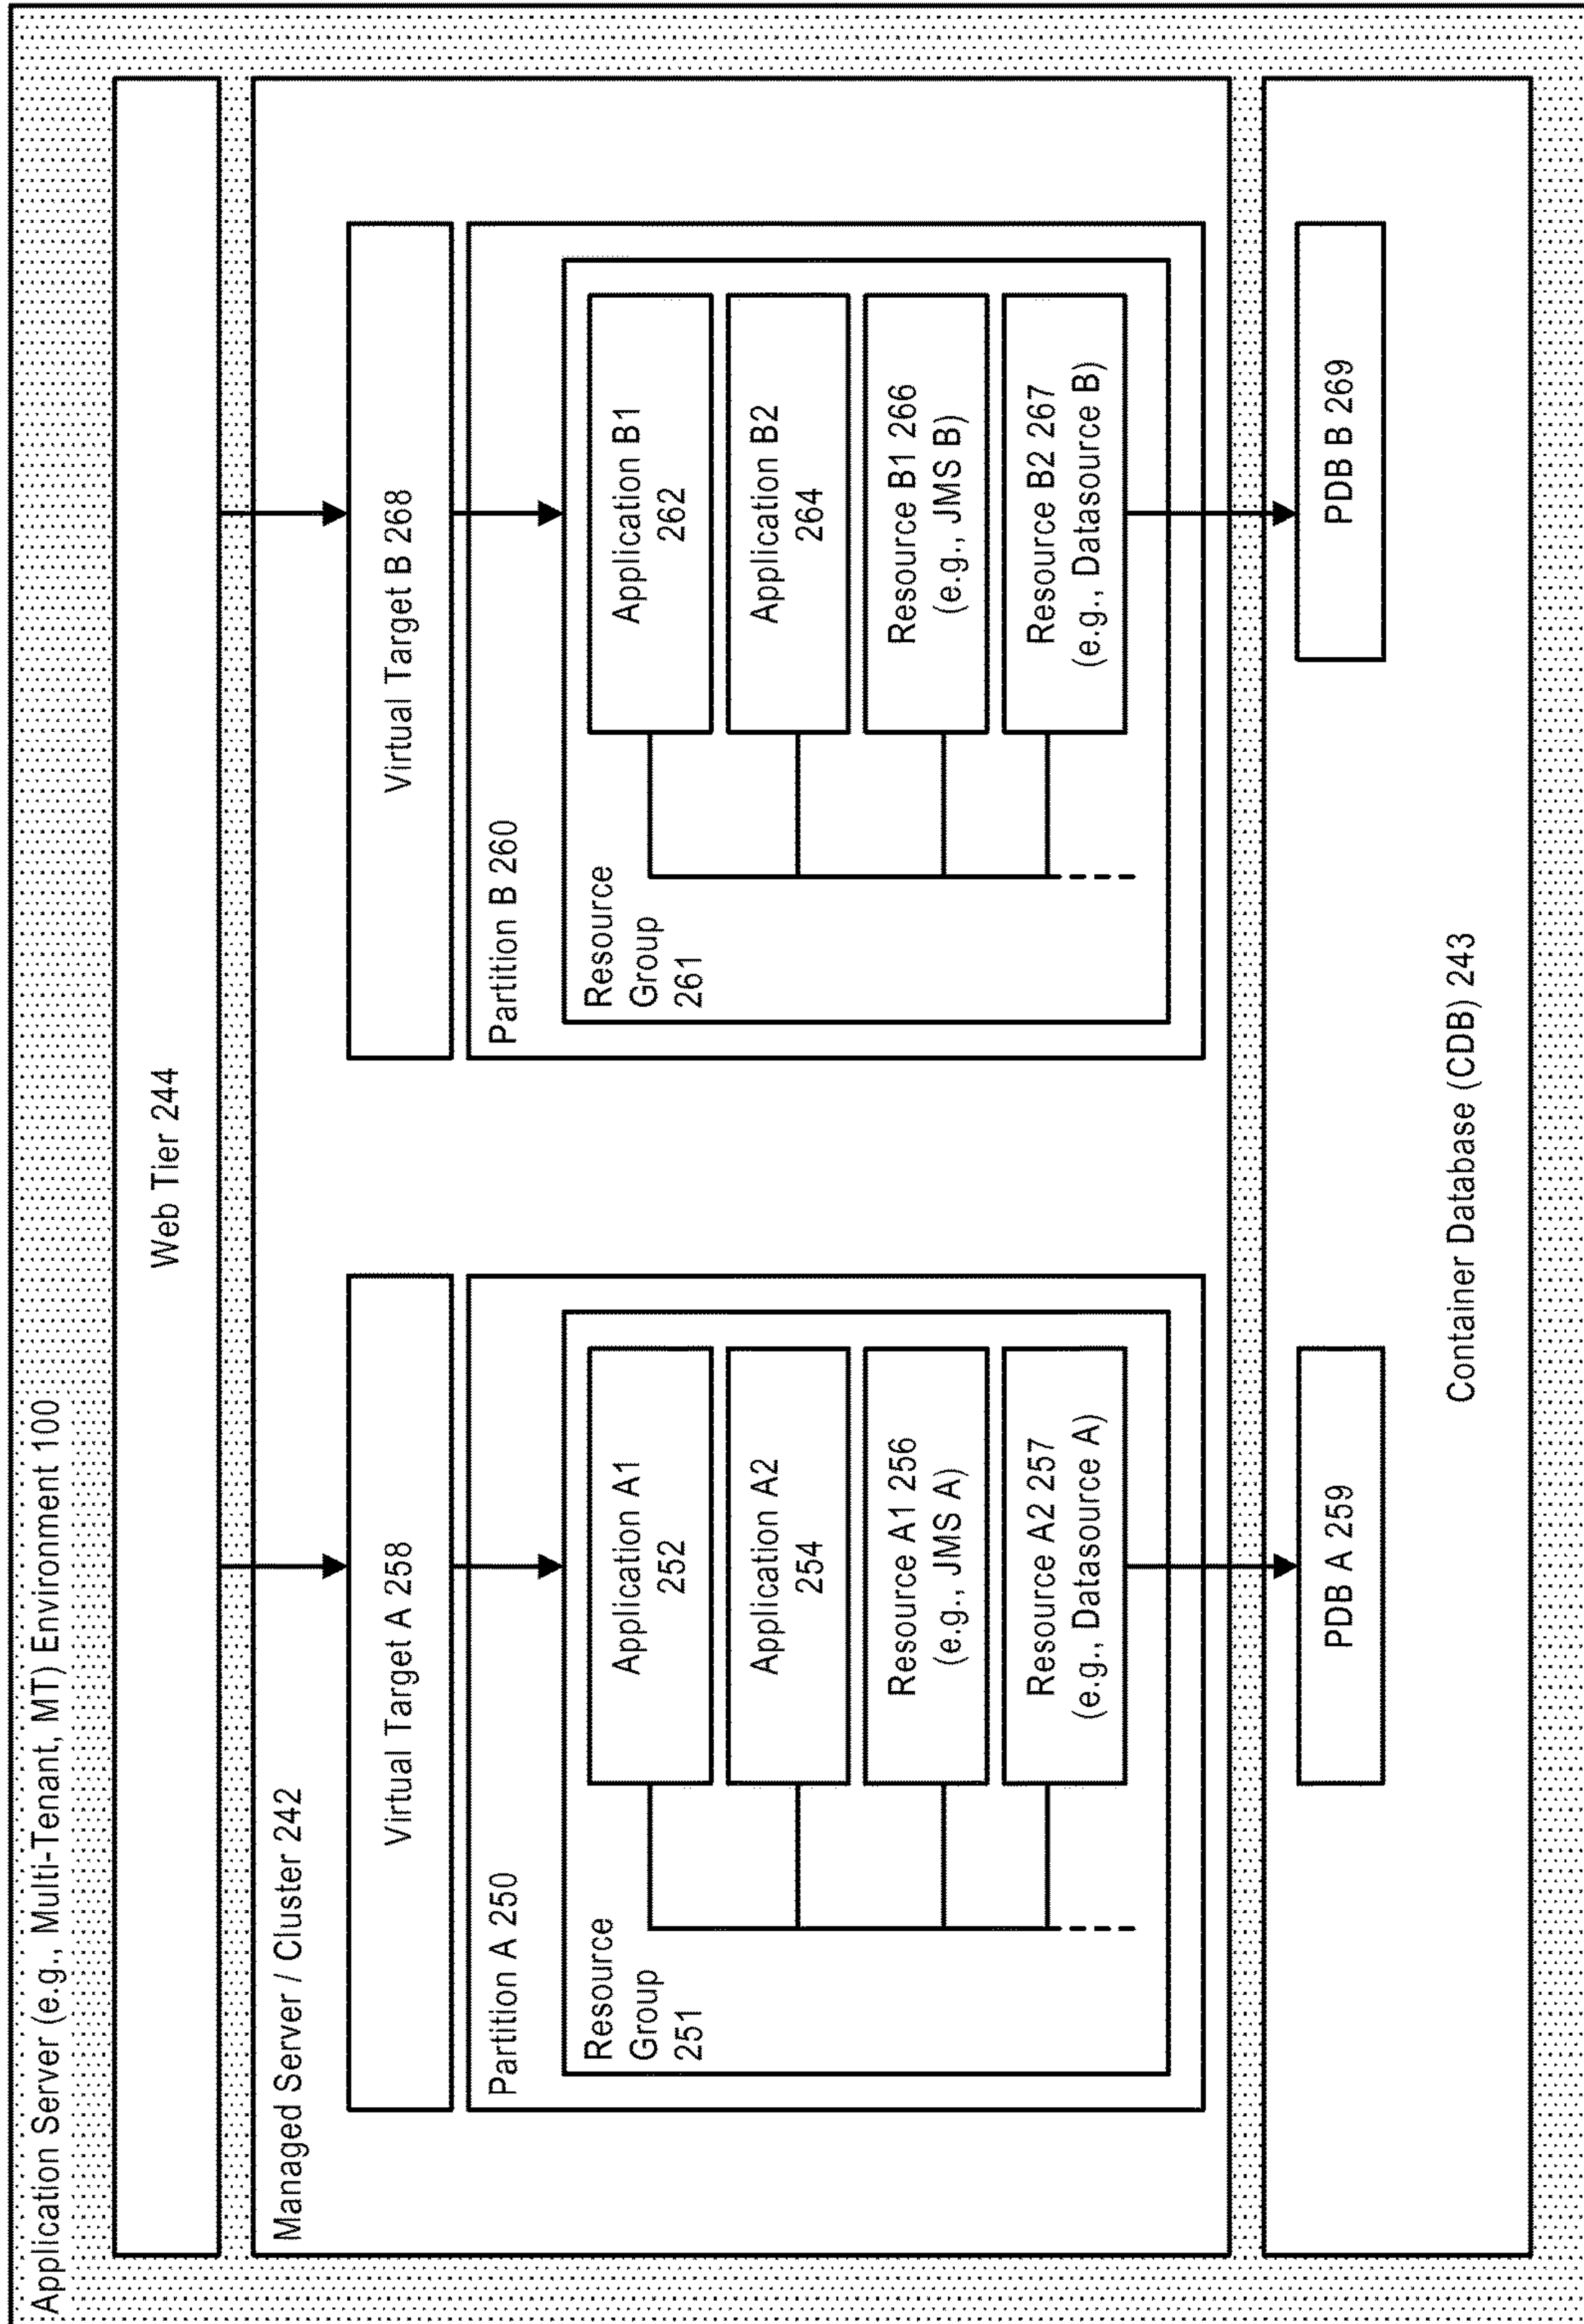 Application Server (e.g., Multi-Tenant, MT) Environment 100
Web Tier 244
Managed Server / Cluster 242
Virtual Target A 258
Partition A 250
Resource
Group
251
Application A1
252
Application A2
254
Resource A1 256
(e.g., JMS A)
Resource A2 257
(e.g., Datasource A)
Virtual Target B 268
Partition B 260
Resource
Group
261
Application B1
262
Application B2
264
Resource B1 266
(e.g., JMS B)
Resource B2 267
(e.g., Datasource B)
PDB A 259
PDB B 269
Container Database (CDB) 243